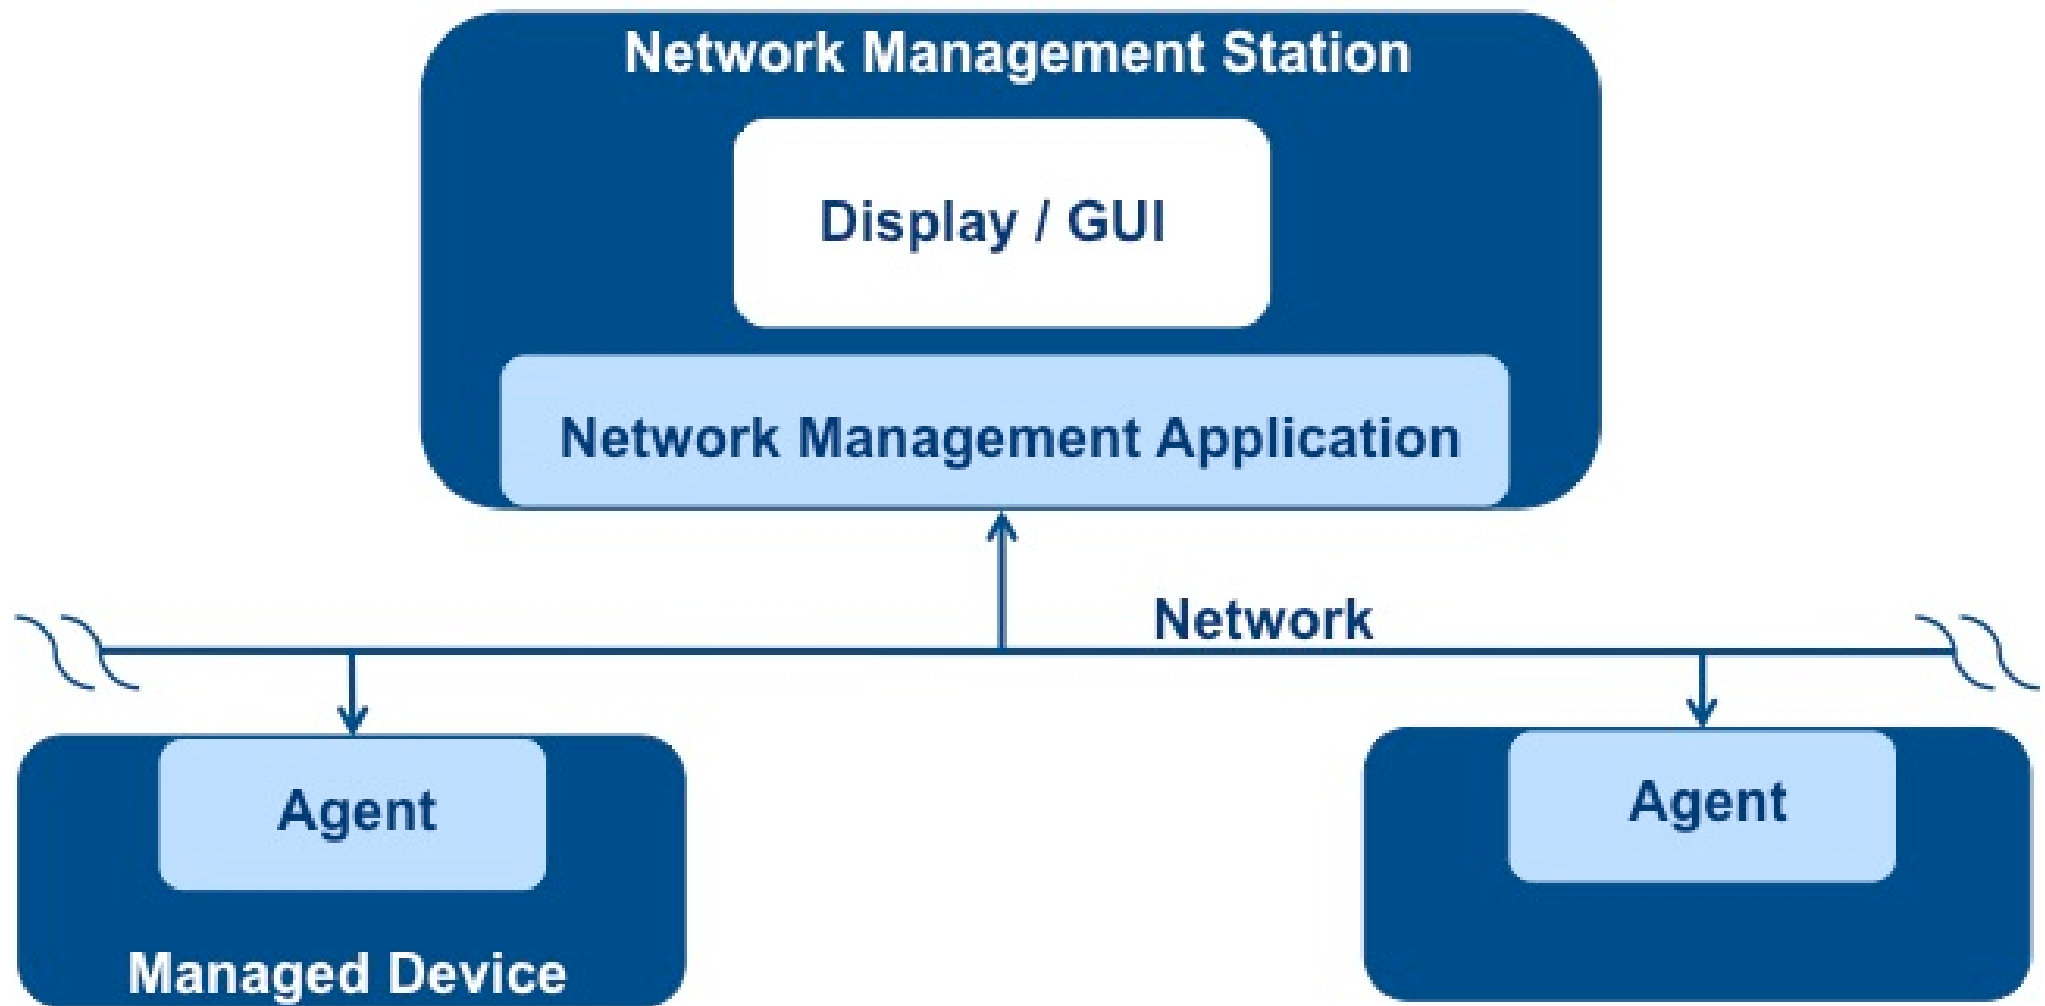 Network Management Station
Display / GUI
Network Management Application
Network
Agent
Agent
Managed Device